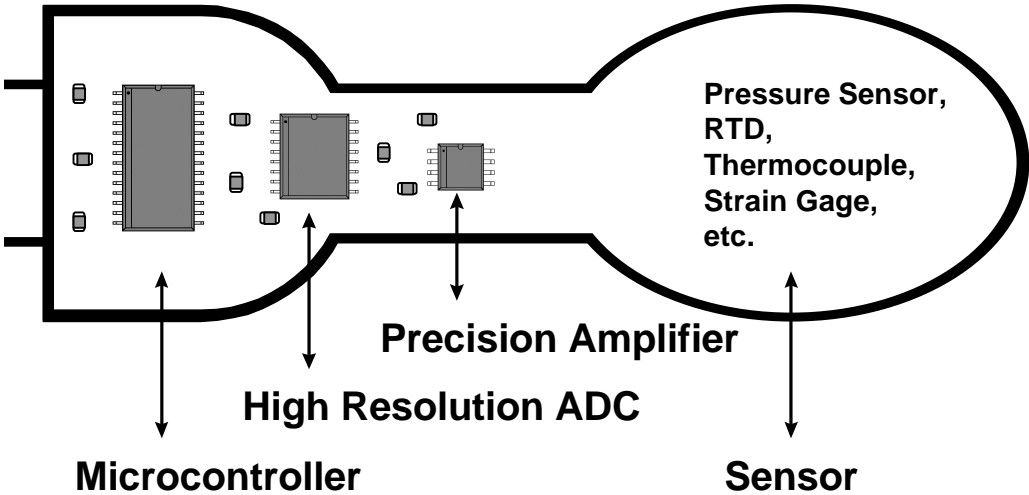 Pressure Sensor,
RTD,
Thermocouple,
Strain Gage,
etc.
Precision Amplifier
High Resolution ADC
Microcontroller
Sensor